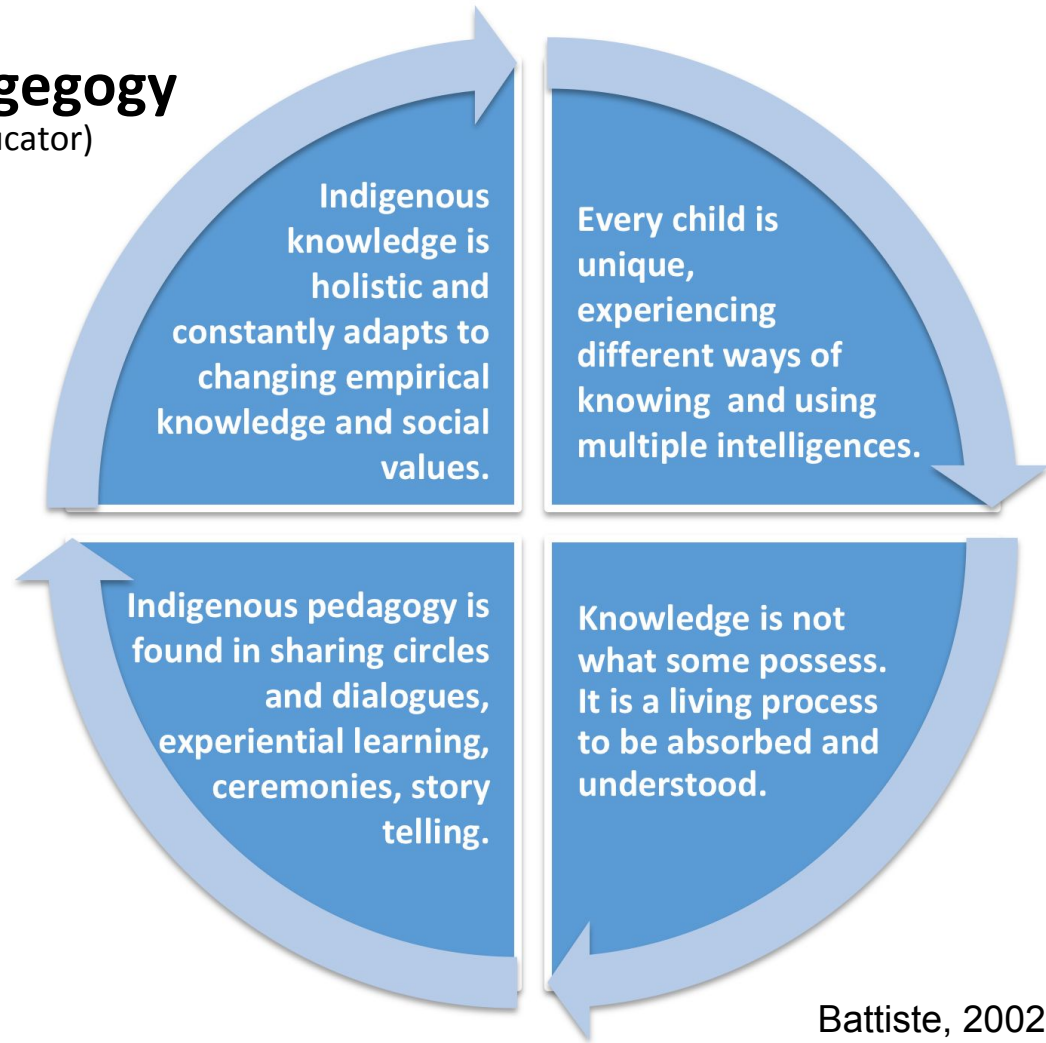 gegogy
ucator)
Indigenous
knowledge is
holistic and
constantly adapts to
changing empirical
knowledge and social
values.
Every child is
unique,
experiencing
different ways of
knowing  and using
multiple intelligences.
Indigenous pedagogy is
found in sharing circles
and dialogues,
experiential learning,
ceremonies, story
telling.
Knowledge is not
what some possess.
It is a living process
to be absorbed and
understood.
Battiste, 2002